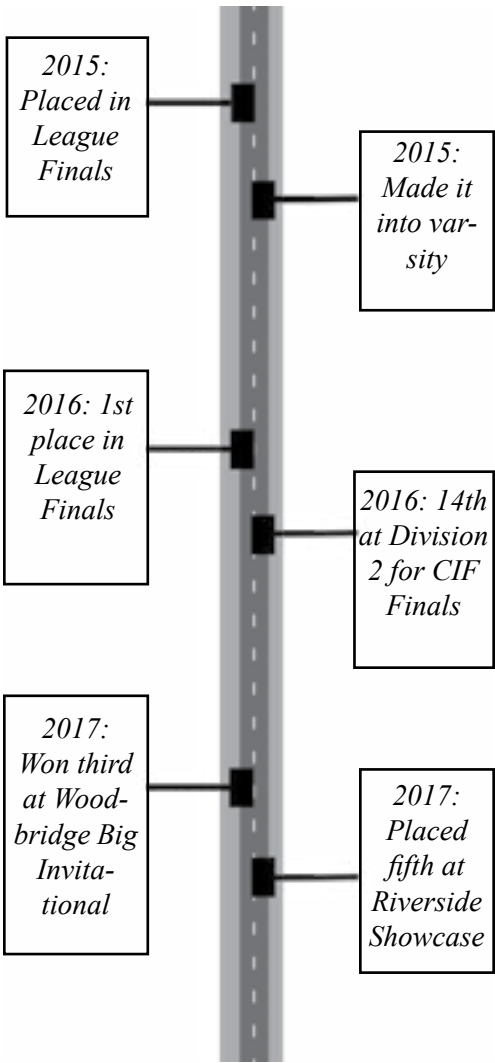 2015:
Placed in
League
Finals
2015:
Made it
into var-
sity
2016: 1st
place in
League
Finals
2016: 14th
at Division
2 for CIF
Finals
2017:
Won third
at Wood-
bridge Big
Invita-
tional
2017:
Placed
fifth at
Riverside
Showcase